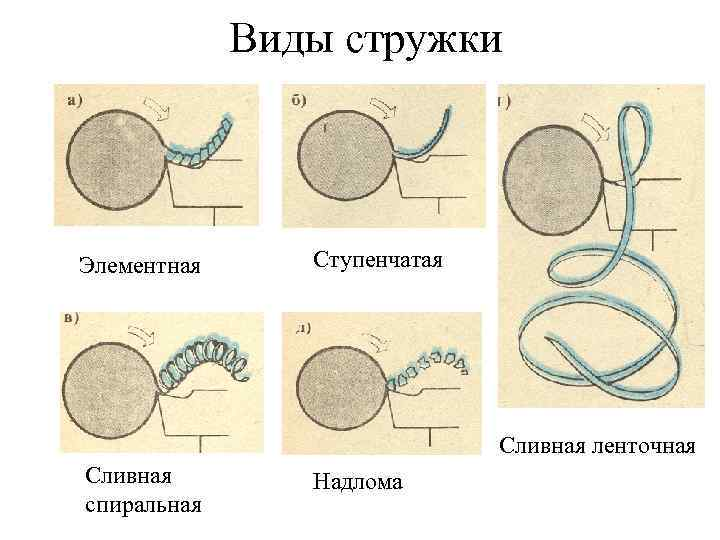 Виды стружки
а)
б)
г)
Элементная
Ступенчатая
в)
д)
Сливная ленточная
Сливная
спиральная
Надлома